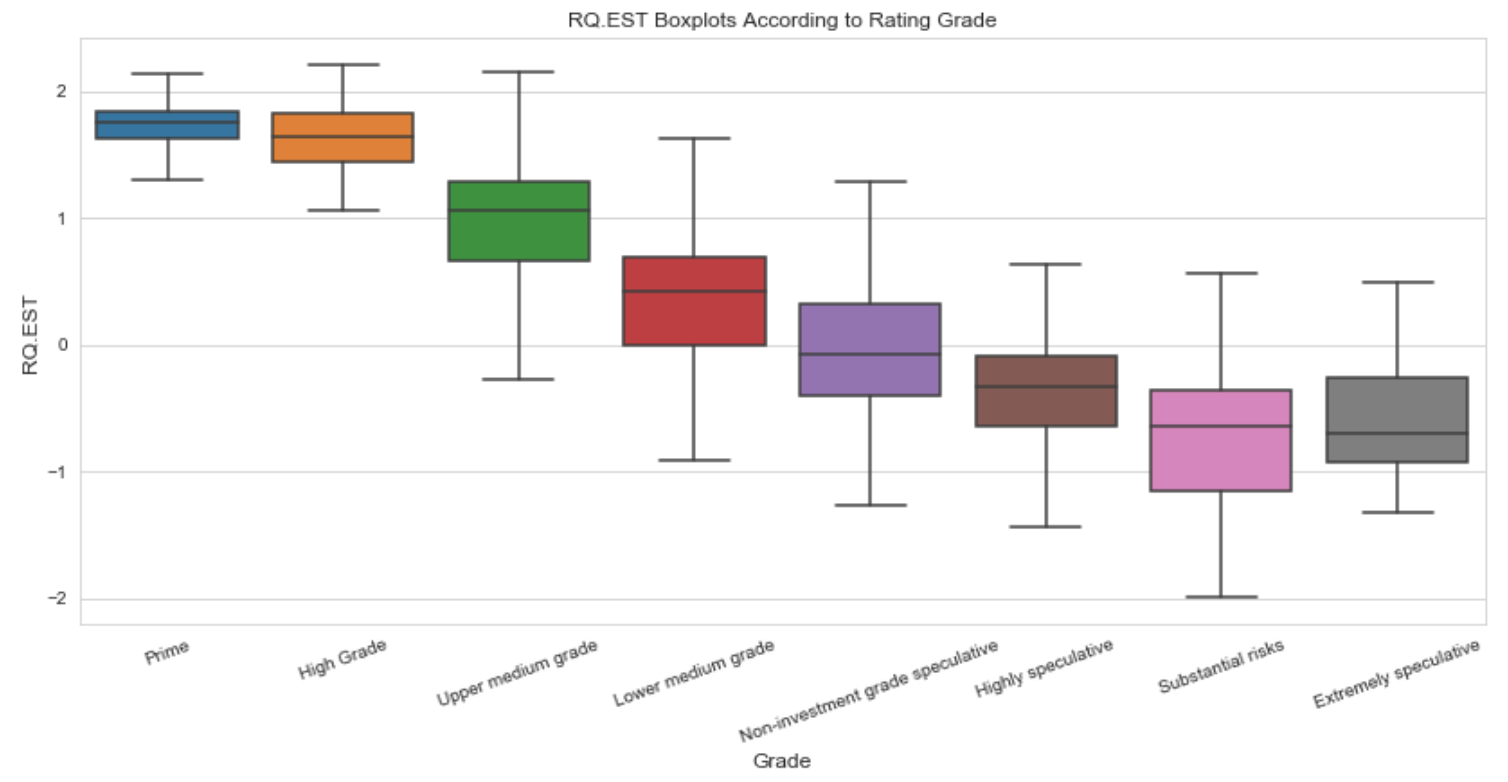 RQ.EST Boxplots According to Rating Grade
RQ.EST
2
1
0
−1
−2
Prime
High Grade
Upper medium grade
Lower medium grade
Non-investment grade speculative
Highly speculative
Substantial risks
Extremely speculative
Grade